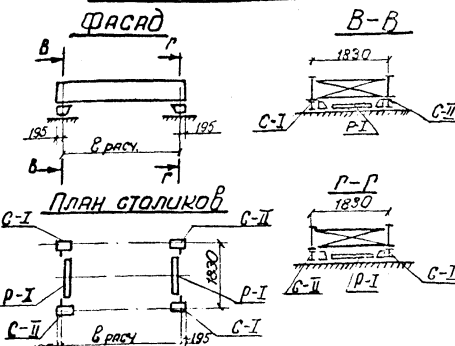 ФАСАД
В
Г
195
ℓ расч.
195
В
Г
В-В
1830
С-I
Р-I
С-II
План столиков
С-I
С-II
Р-I
1830
Р-I
С-II
ℓ расч
195
С-I
Г-Г
1830
С-II
Р-I
С-I